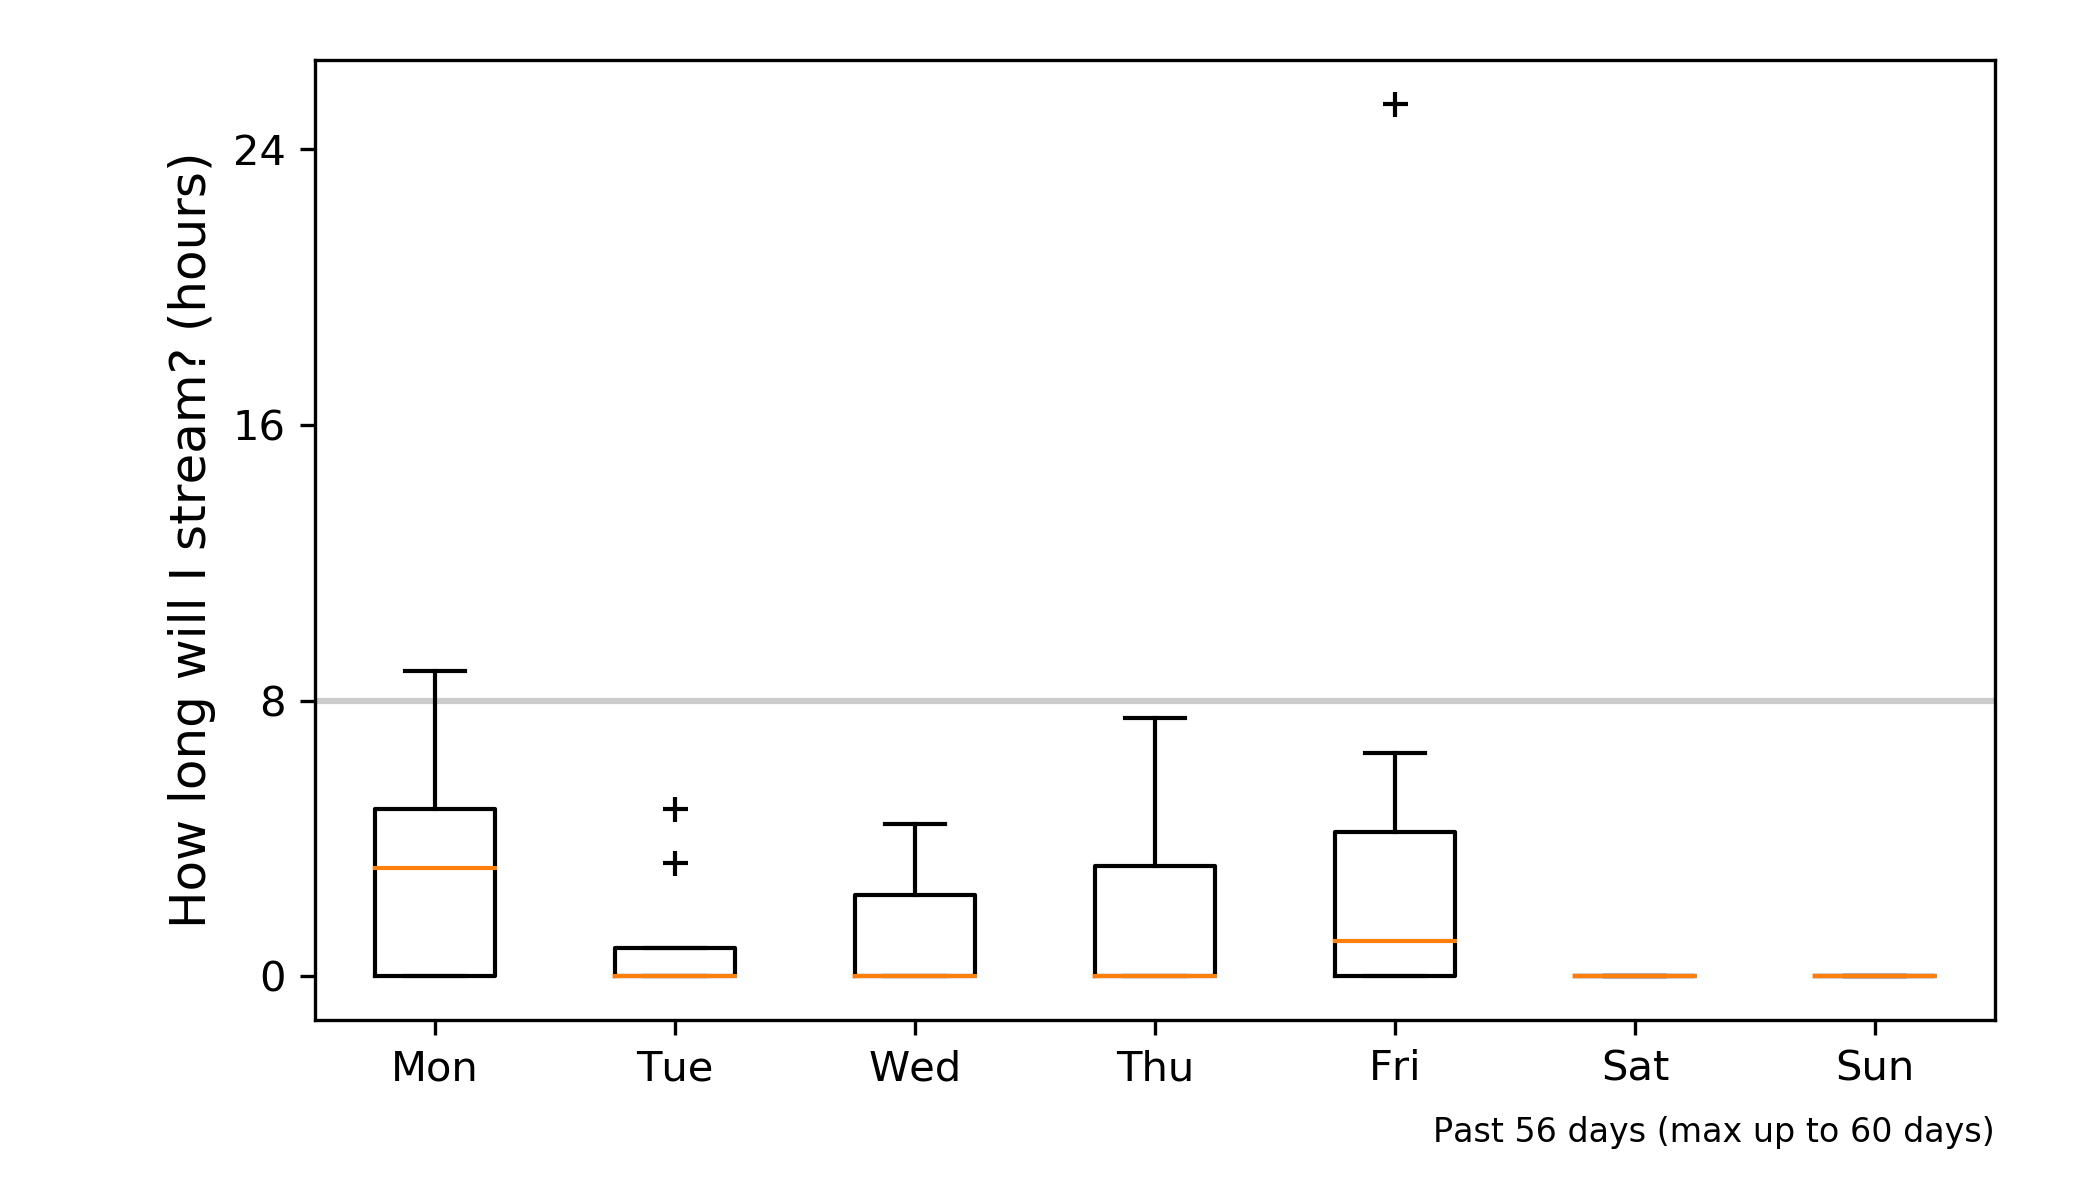 How long will I stream? (hours)
24
16
8
0
Mon Tue Wed Thu Fri Sat Sun
Past 56 days (max up to 60 days)